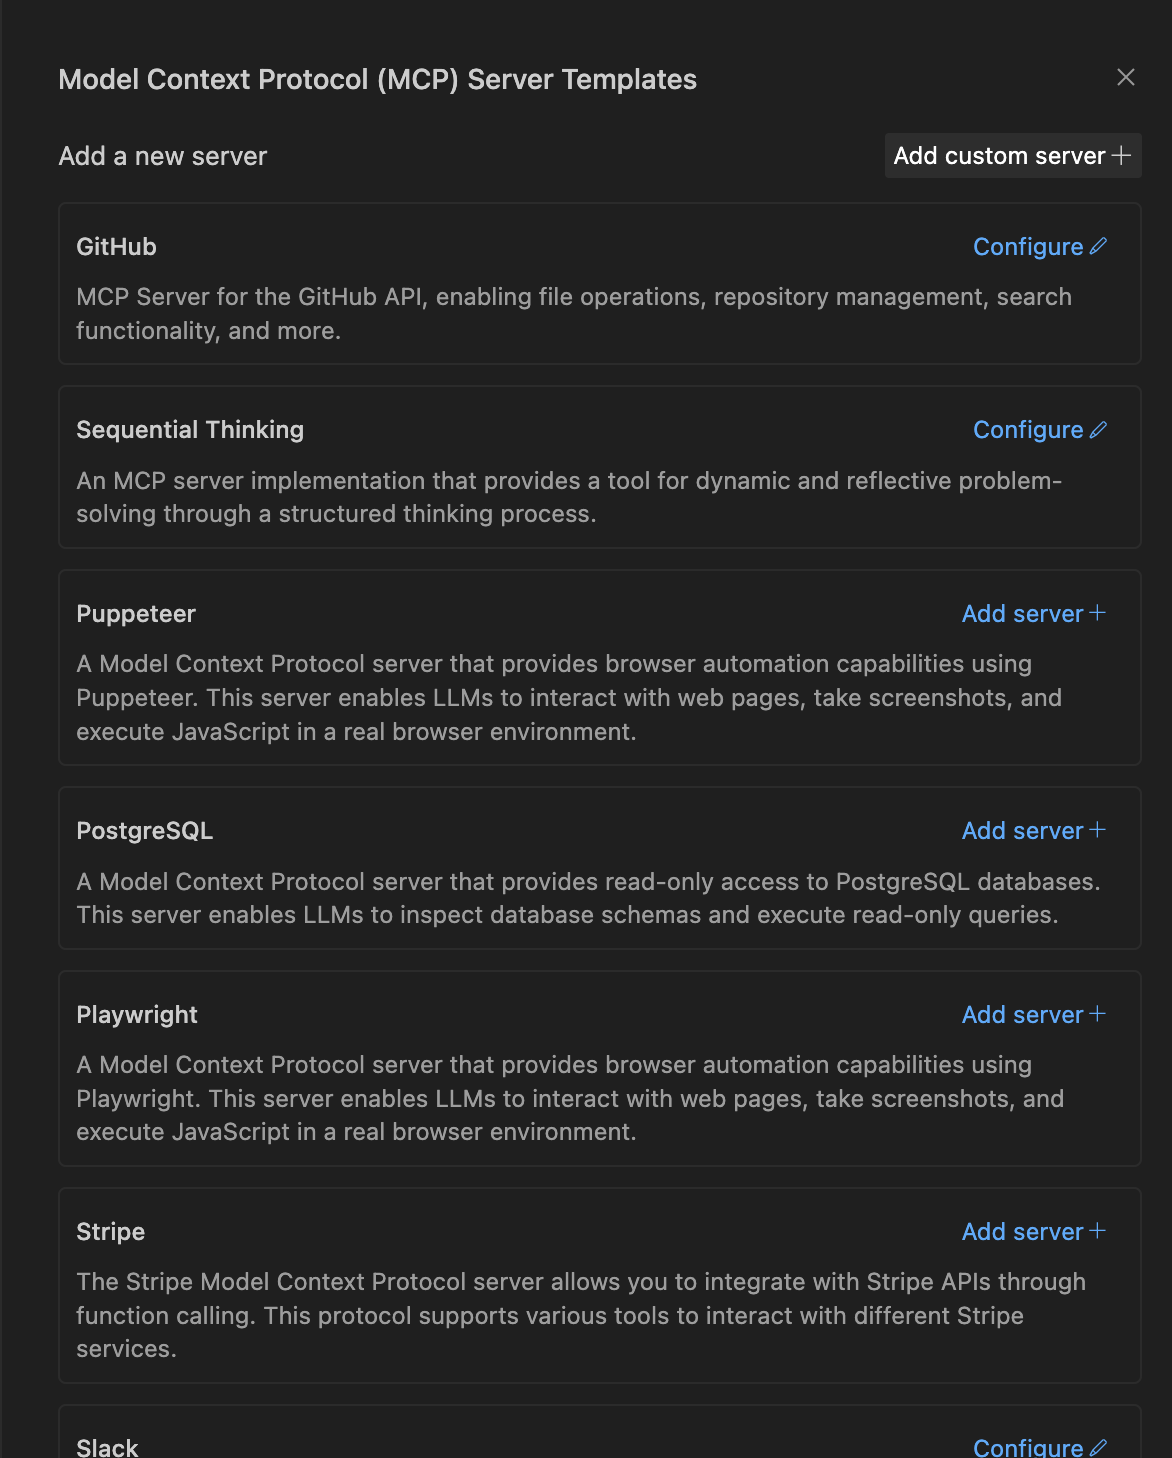 Model Context Protocol (MCP) Server Templates
Add a new server
Add custom server
GitHub
Configure
MCP Server for the GitHub API, enabling file operations, repository management, search
functionality, and more.
Sequential Thinking
Configure
An MCP server implementation that provides a tool for dynamic and reflective problem-
solving through a structured thinking process.
Puppeteer
Add server
A Model Context Protocol server that provides browser automation capabilities using
Puppeteer. This server enables LLMs to interact with web pages, take screenshots, and
execute JavaScript in a real browser environment.
PostgreSQL
Add server
A Model Context Protocol server that provides read-only access to PostgreSQL databases.
This server enables LLMs to inspect database schemas and execute read-only queries.
Playwright
Add server
A Model Context Protocol server that provides browser automation capabilities using
Playwright. This server enables LLMs to interact with web pages, take screenshots, and
execute JavaScript in a real browser environment.
Stripe
Add server
The Stripe Model Context Protocol server allows you to integrate with Stripe APIs through
function calling. This protocol supports various tools to interact with different Stripe
services.
Slack
Configure